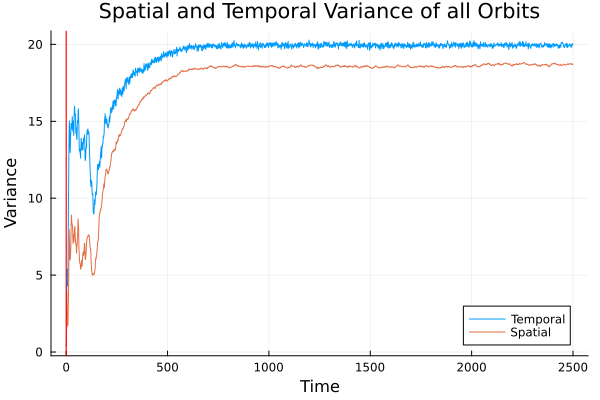 Spatial and Temporal Variance of all Orbits
20
15
10
5
0
Variance
0 500 1000 1500 2000 2500
Time
Temporal
Spatial